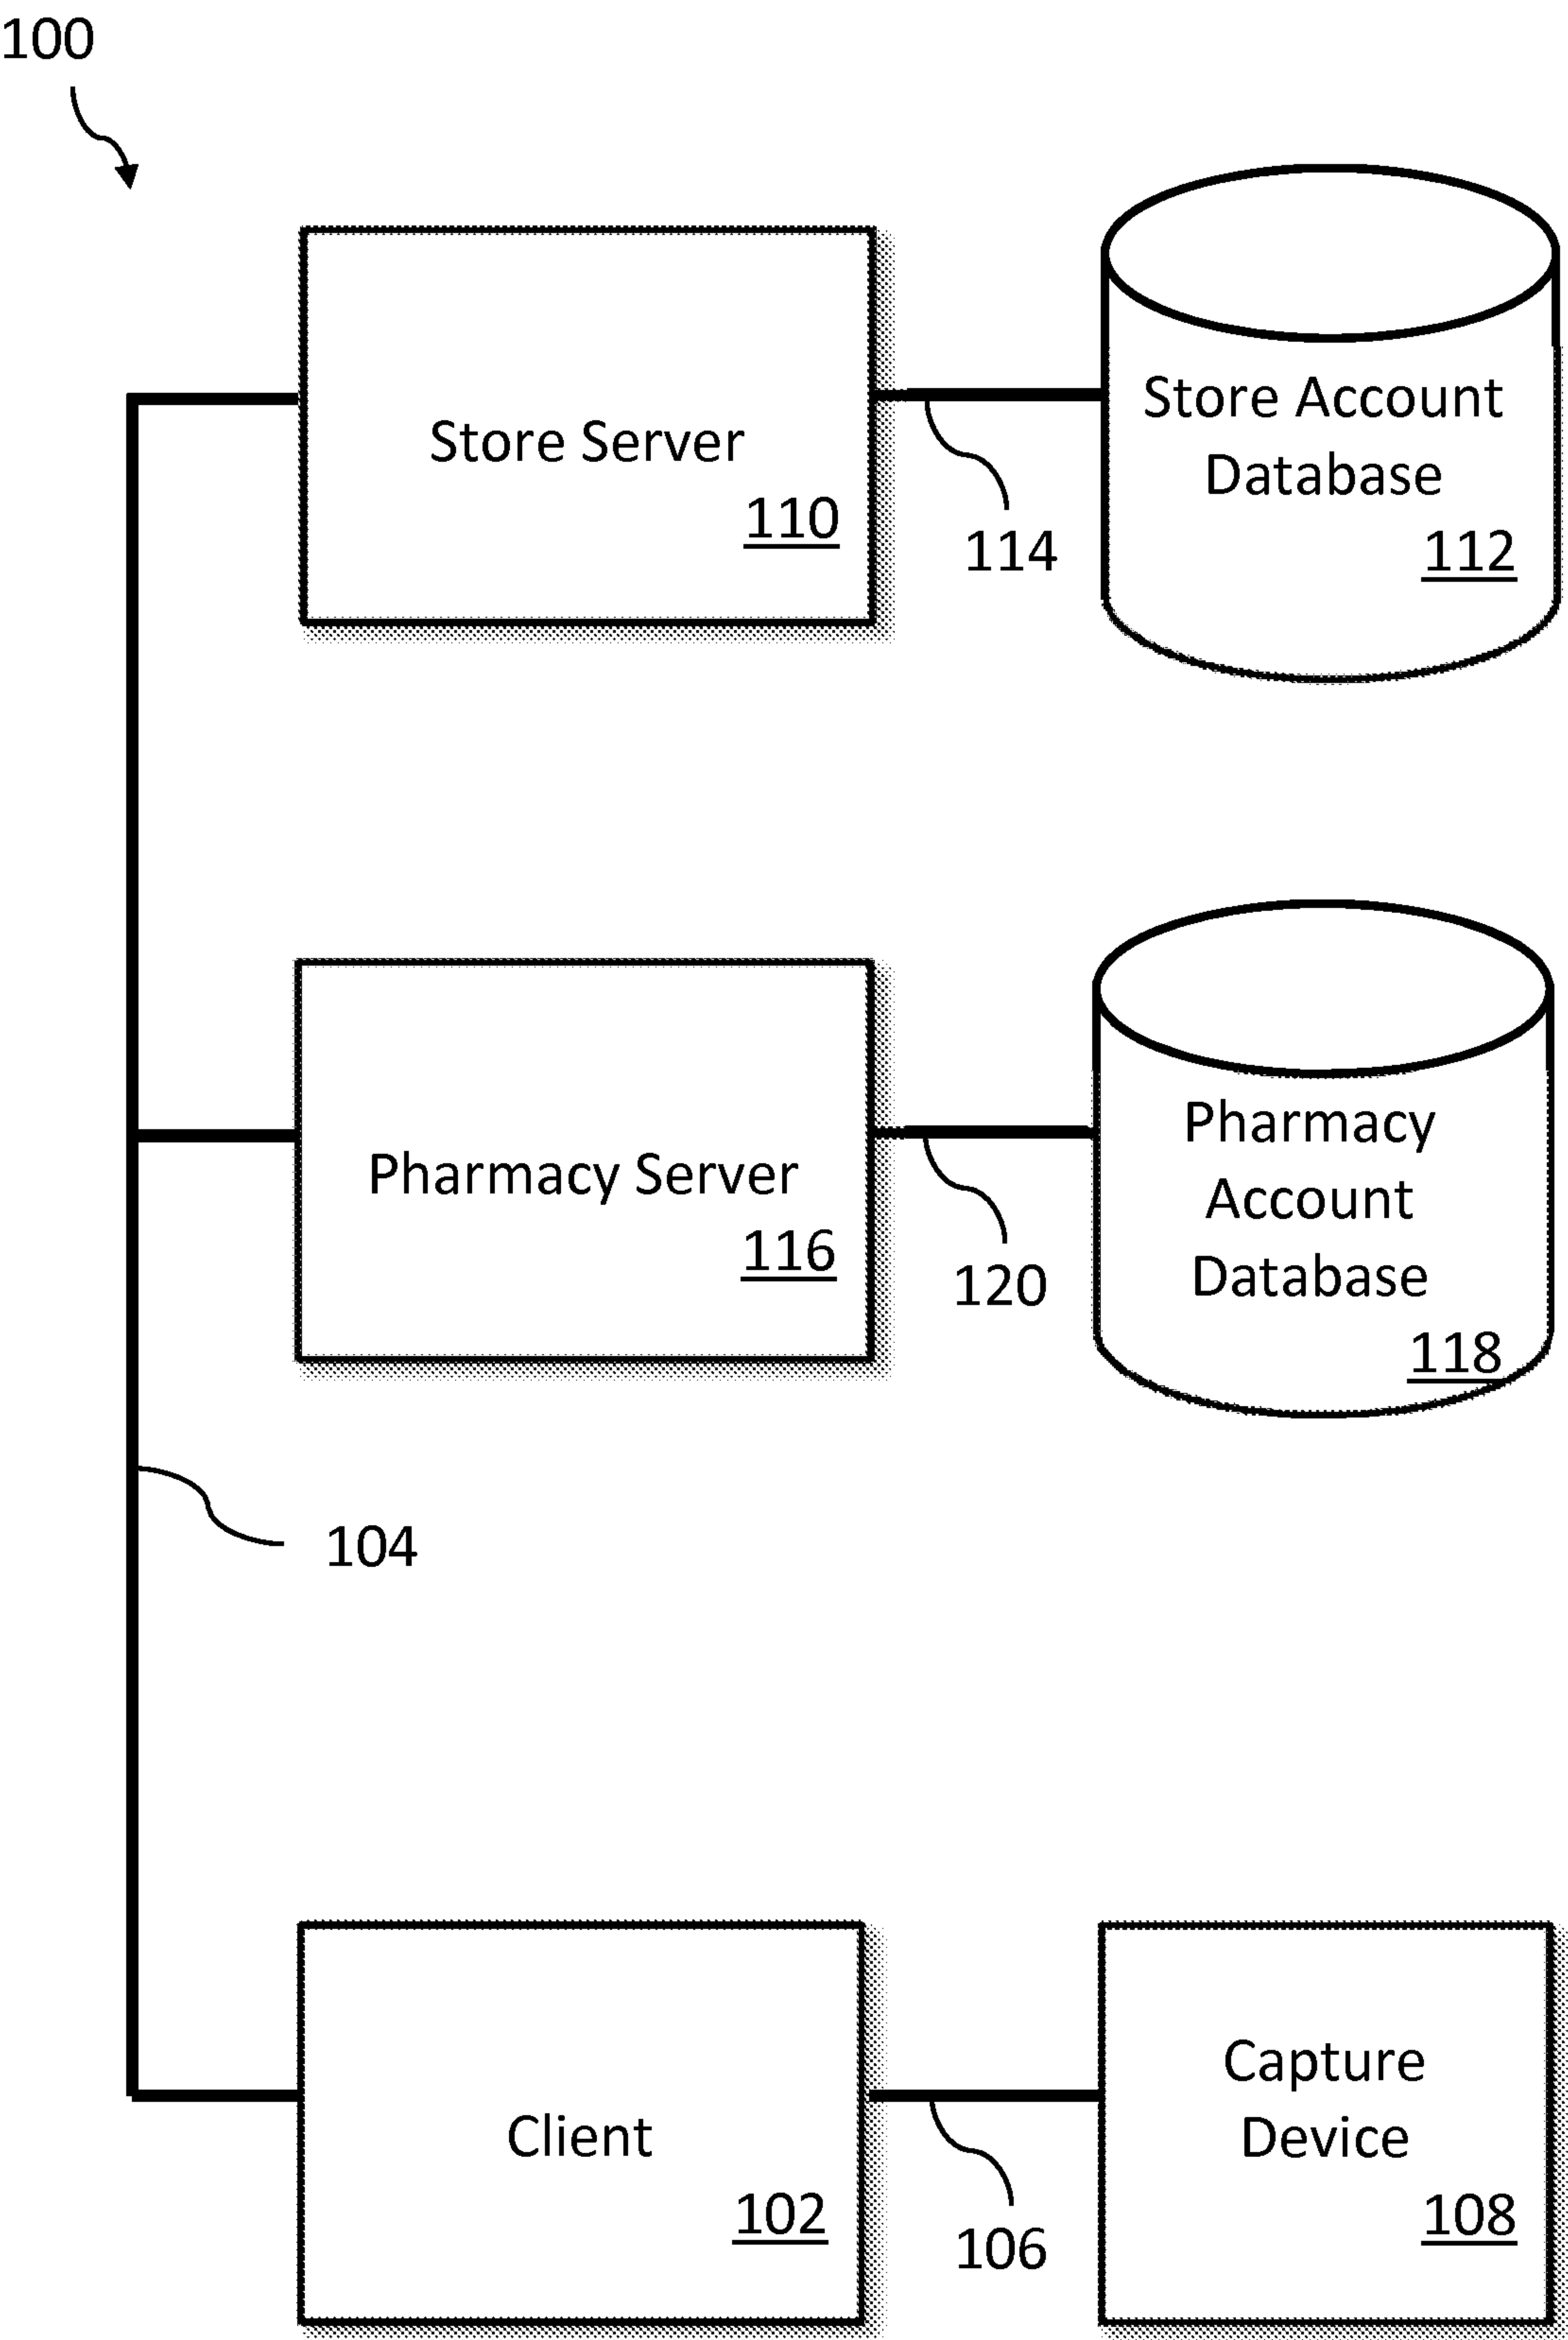 100
Store Server
110
114
Store Account
Database
112
Pharmacy Server
116
120
Pharmacy
Account
Database
118
104
Client
102
106
Capture
Device
108